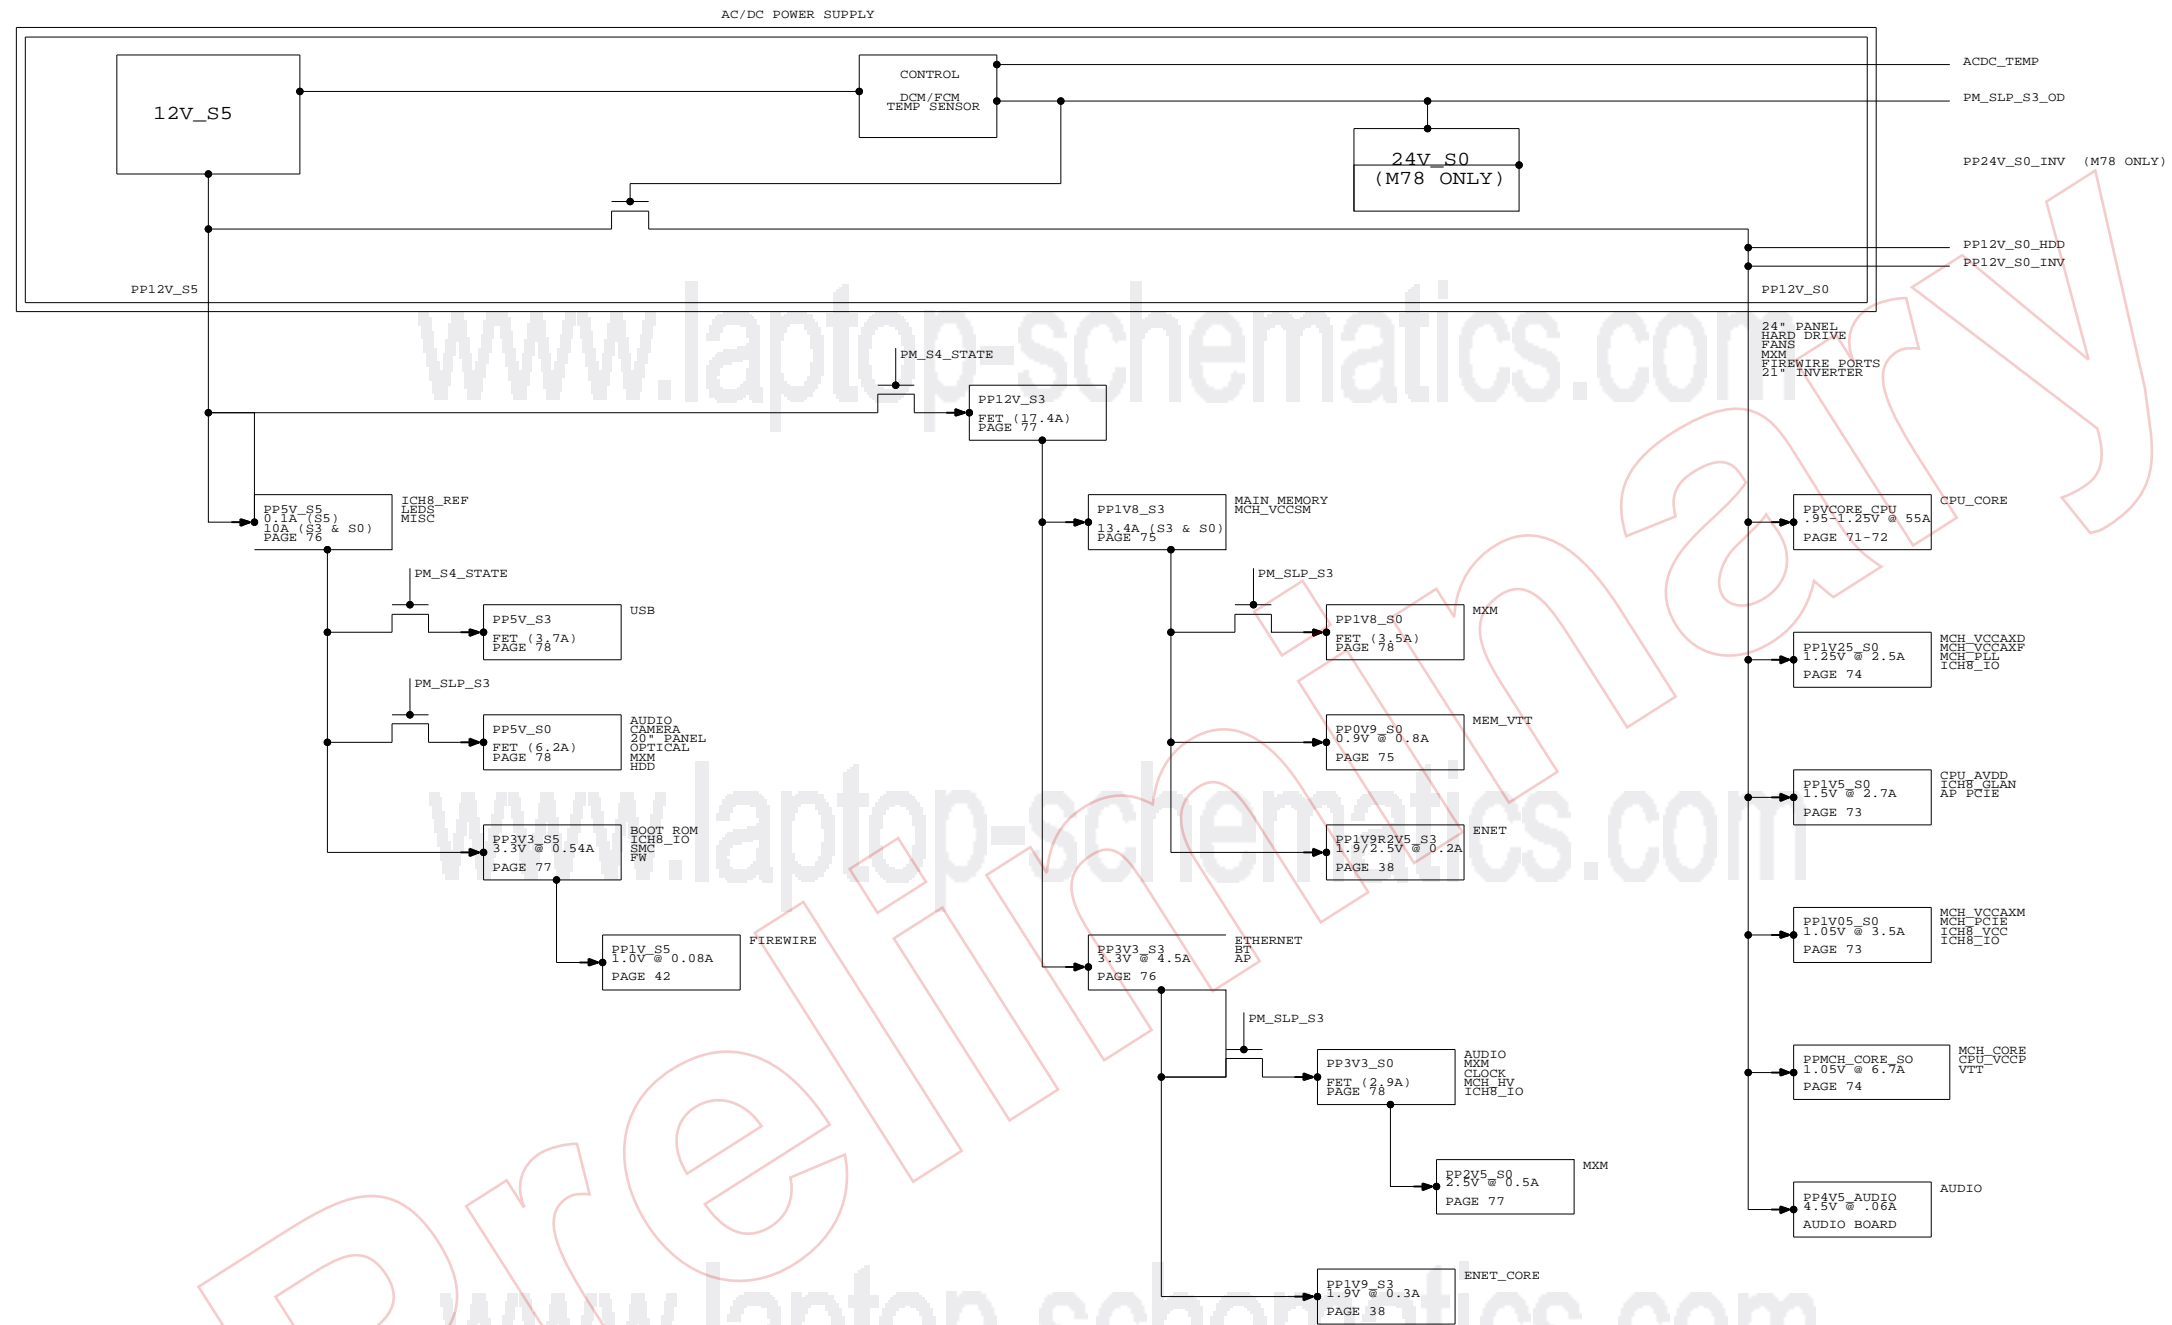 AC/DC POWER SUPPLY
12V_S5
CONTROL
DCM/FCM
TEMP SENSOR
ACDC_TEMP
PM_SLP_S3_OD
24V_S0
(M78 ONLY)
PP24V_S0_INV (M78 ONLY)
PP12V_S0_HDD
PP12V_S0_INV
PP12V_S5
PP12V_S0
www.laptop-schematics.com
24" PANEL
HARD DRIVE
FANS
MXM
FIREWIRE PORTS
21" INVERTER
PM_S4_STATE
PP12V_S3
FET (17.4A)
PAGE 77
PP5V_S5
0.1A (S5)
10A (S3 & S0)
PAGE 76
ICH8_REF
LEDS
MISC
PP1V8_S3
13.4A (S3 & S0)
PAGE 75
MAIN_MEMORY
MCH_VCCSM
PPVCORE_CPU
.95-1.25V @ 55A
PAGE 71-72
CPU_CORE
PM_S4_STATE
PP5V_S3
FET (3.7A)
PAGE 78
USB
PM_SLP_S3
PP1V8_S0
FET (3.5A)
PAGE 78
MXM
PP1V25_S0
1.25V @ 2.5A
PAGE 74
MCH_VCCAXD
MCH_VCCAXF
MCH_PLL
ICH8_IO
PM_SLP_S3
PP5V_S0
FET (6.2A)
PAGE 78
AUDIO
CAMERA
20" PANEL
OPTICAL
MXM
HDD
PP0V9_S0
0.9V @ 0.8A
PAGE 75
MEM_VTT
PP1V5_S0
1.5V @ 2.7A
PAGE 73
CPU_AVDD
ICH8_GLAN
AP PCIE
www.laptop-schematics.com
PP3V3_S5
3.3V @ 0.54A
PAGE 77
BOOT ROM
ICH8_IO
SMC
FW
PP1V9R2V5_S3
1.9/2.5V @ 0.2A
PAGE 38
ENET
PP1V_S5
1.0V @ 0.08A
PAGE 42
FIREWIRE
PP3V3_S3
3.3V @ 4.5A
PAGE 76
ETHERNET
BT
AP
PP1V05_S0
1.05V @ 3.5A
PAGE 73
MCH_VCCAXM
MCH_PCIE
ICH8_VCC
ICH8_IO
PM_SLP_S3
PP3V3_S0
FET (2.9A)
PAGE 78
AUDIO
MXM
CLOCK
MCH_HV
ICH8_IO
PPMCH_CORE_SO
1.05V @ 6.7A
PAGE 74
MCH_CORE
CPU_VCCP
VTT
PP2V5_S0
2.5V @ 0.5A
PAGE 77
MXM
PP4V5_AUDIO
4.5V @ .06A
AUDIO BOARD
AUDIO
PP1V9_S3
1.9V @ 0.3A
PAGE 38
ENET_CORE
www.laptop-schematics.com
Preliminary